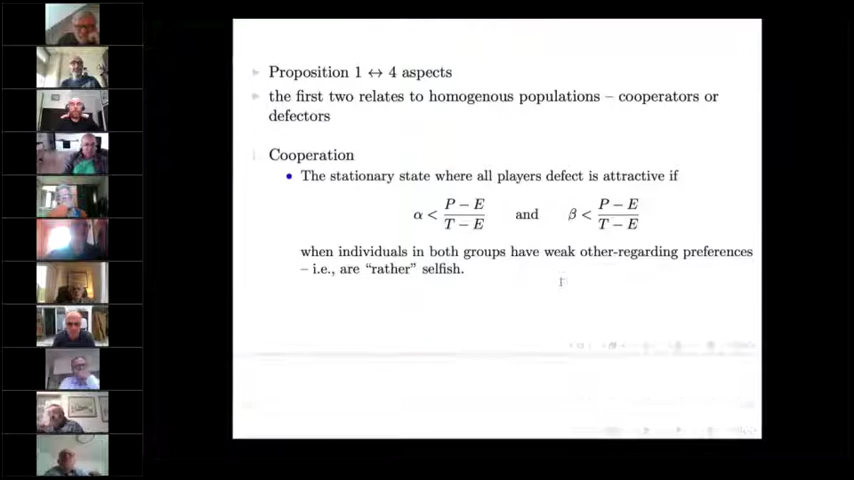 Proposition 1 ↔ 4 aspects
the first two relates to homogenous populations – cooperators or
defectors
Cooperation
• The stationary state where all players defect is attractive if
α < (P − E)/(T − E) and β < (P − E)/(T − E)
when individuals in both groups have weak other-regarding preferences
– i.e., are “rather” selfish.